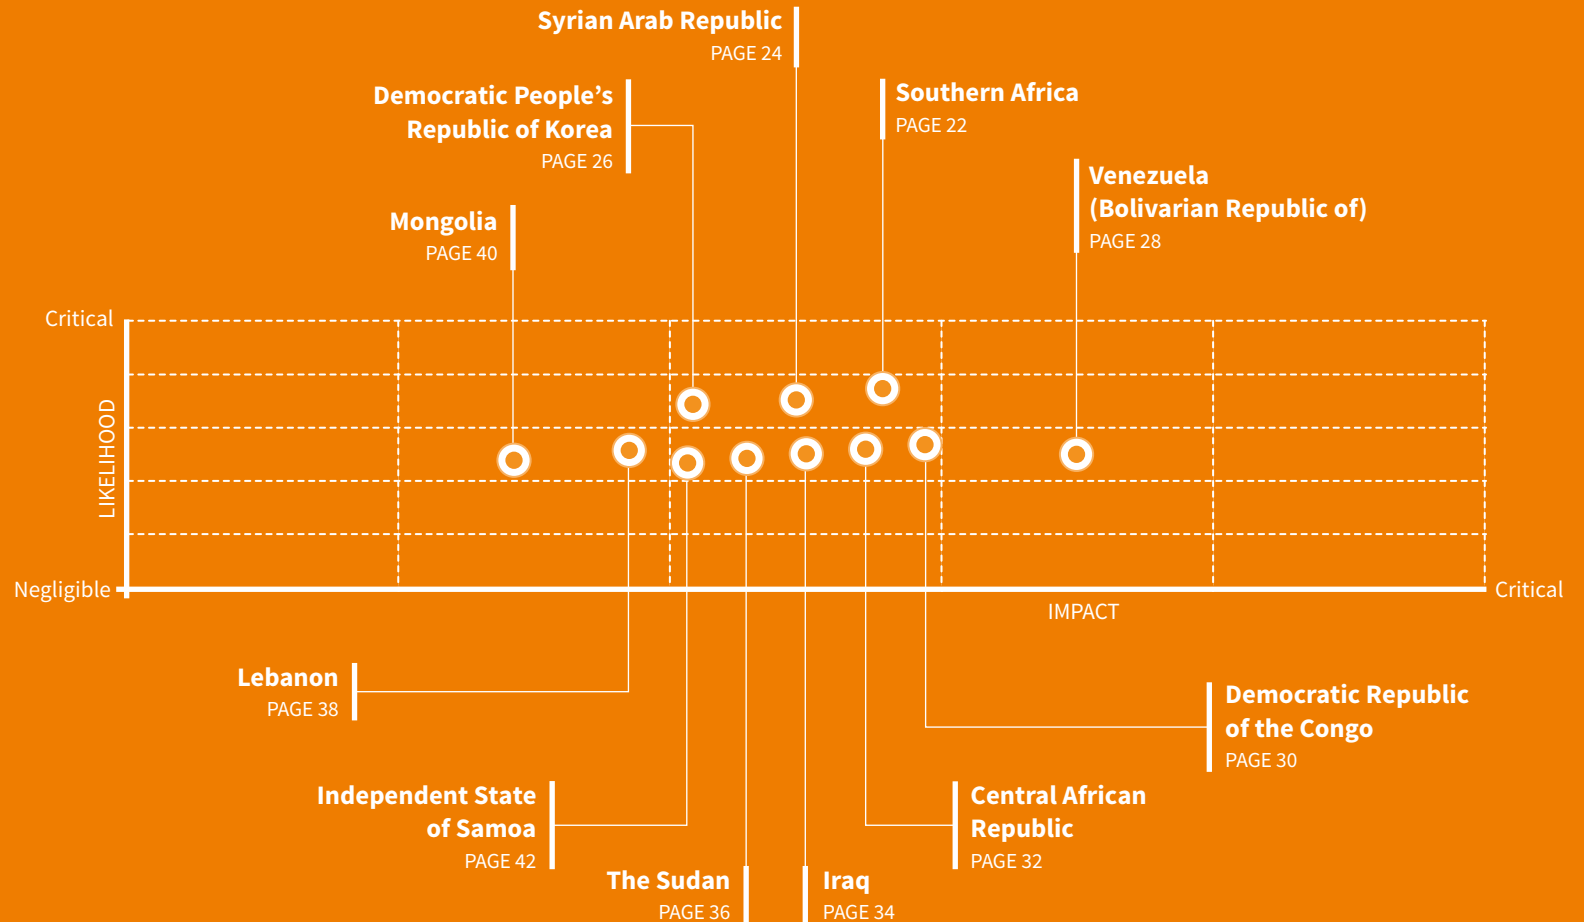 Syrian Arab Republic
PAGE 24
Democratic People’s
Republic of Korea
PAGE 26
Southern Africa
PAGE 22
Venezuela
(Bolivarian Republic of)
PAGE 28
Mongolia
PAGE 40
Critical
LIKELIHOOD
Negligible
Critical
IMPACT
Lebanon
PAGE 38
Democratic Republic
of the Congo
PAGE 30
Independent State
of Samoa
PAGE 42
Central African
Republic
PAGE 32
The Sudan
PAGE 36
Iraq
PAGE 34